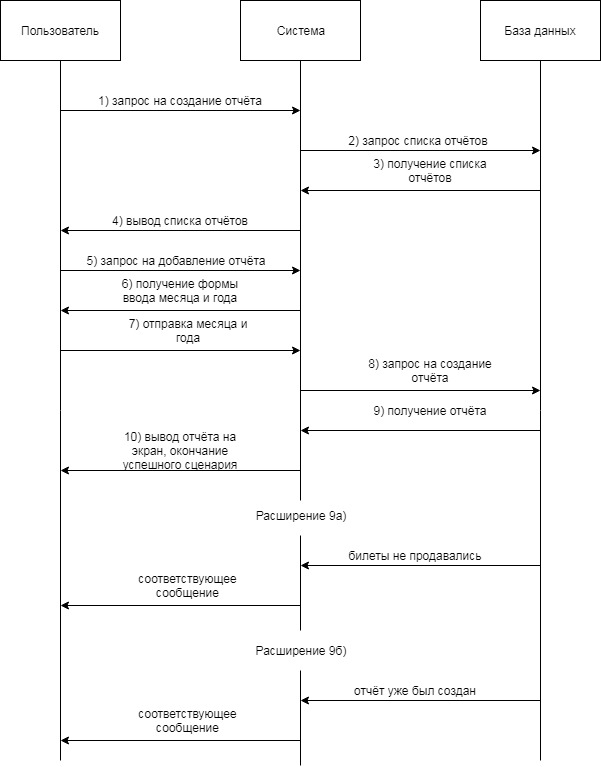 Пользователь
Система
База данных
1) запрос на создание отчёта
2) запрос списка отчётов
3) получение списка
отчётов
4) вывод списка отчётов
5) запрос на добавление отчёта
6) получение формы
ввода месяца и года
7) отправка месяца и
года
8) запрос на создание
отчёта
9) получение отчёта
10) вывод отчёта на
экран, окончание
успешного сценария
Расширение 9а)
билеты не продавались
соответствующее
сообщение
Расширение 9б)
отчёт уже был создан
соответствующее
сообщение